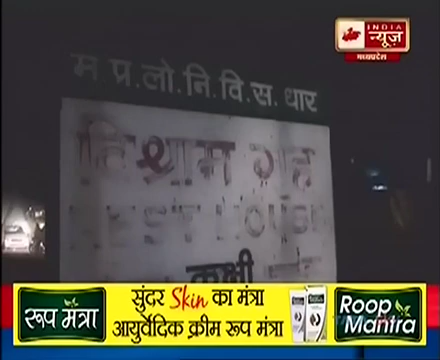 INDIA
न्यूज़
मध्यप्रदेश
म.प्र.लो.नि.वि.स.धार
विश्राम गृह
REST HOUSE
कुक्षी
रूप मंत्रा
सुंदर Skin का मंत्रा
आयुर्वेदिक क्रीम रूप मंत्रा
Roop
Mantra